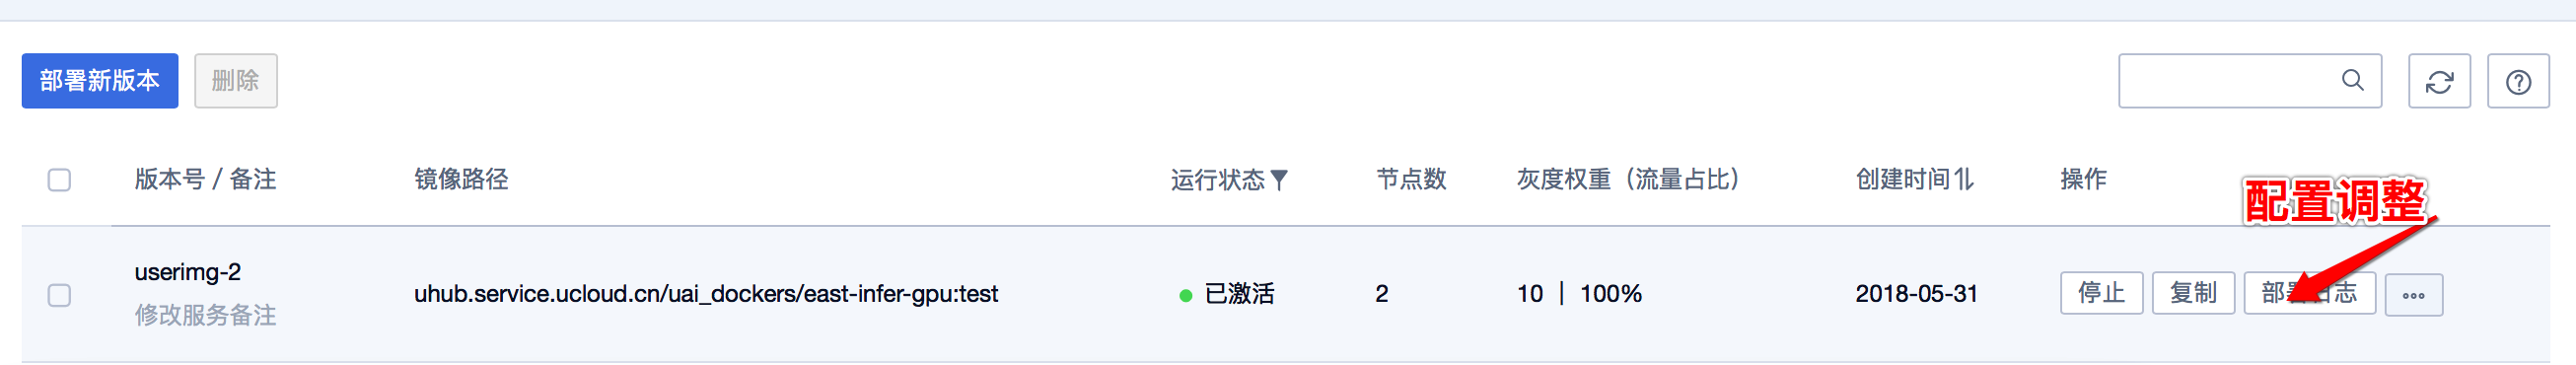 部署新版本 删除
版本号 / 备注 镜像路径 运行状态 节点数 灰度权重（流量占比） 创建时间 操作
配置调整
userimg-2
uhub.service.ucloud.cn/uai_dockers/east-infer-gpu:test 已激活 2 10 | 100% 2018-05-31 停止 复制 部署日志
修改服务备注